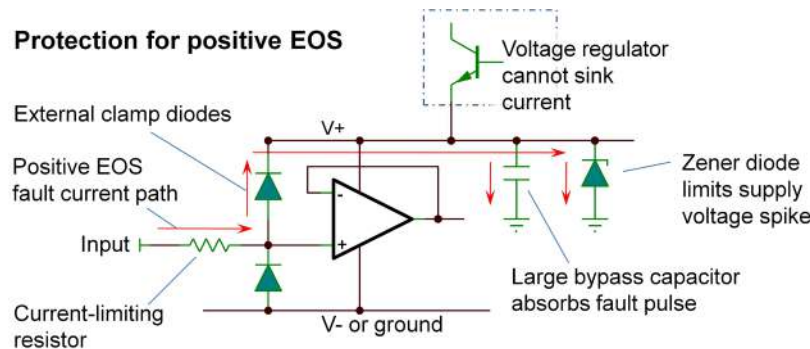 Protection for positive EOS
Voltage regulator
cannot sink
current
External clamp diodes
V+
Positive EOS
fault current path
Zener diode
limits supply
voltage spike
-
+
Input
Large bypass capacitor
absorbs fault pulse
Current-limiting
resistor
V- or ground